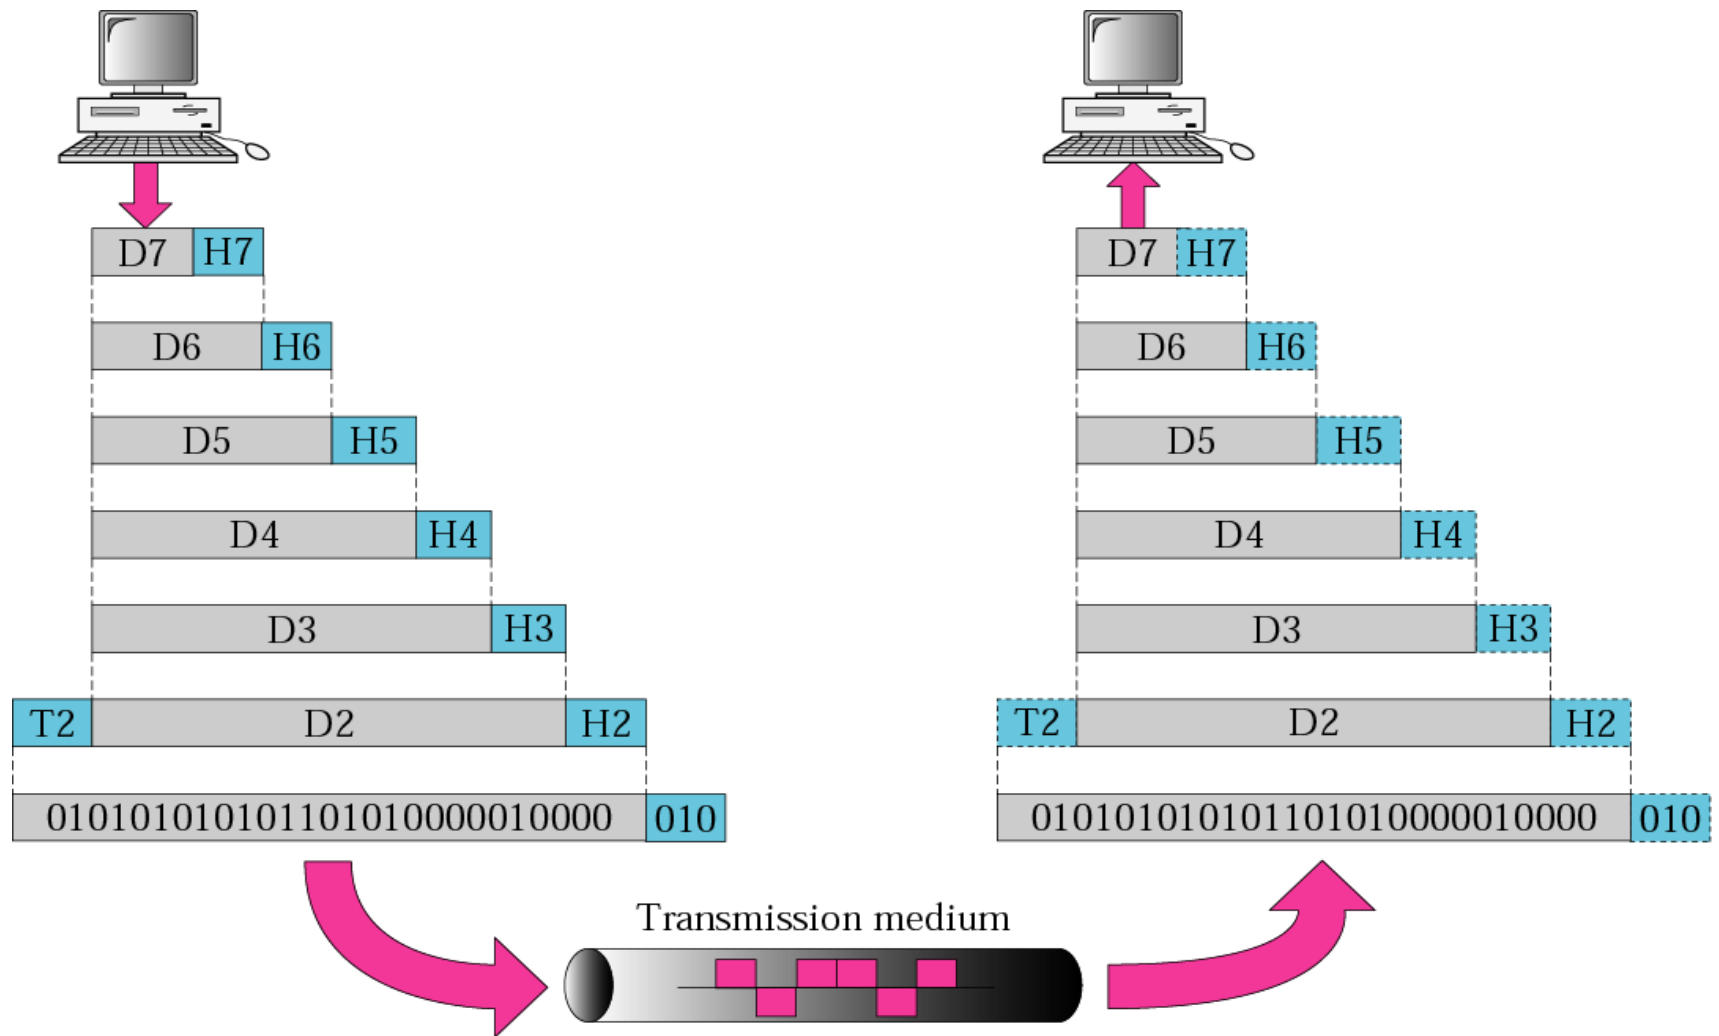 D7 H7
D6 H6
D5 H5
D4 H4
D3 H3
T2 D2 H2
010101010101101010000010000 010
D7 H7
D6 H6
D5 H5
D4 H4
D3 H3
T2 D2 H2
010101010101101010000010000 010
Transmission medium